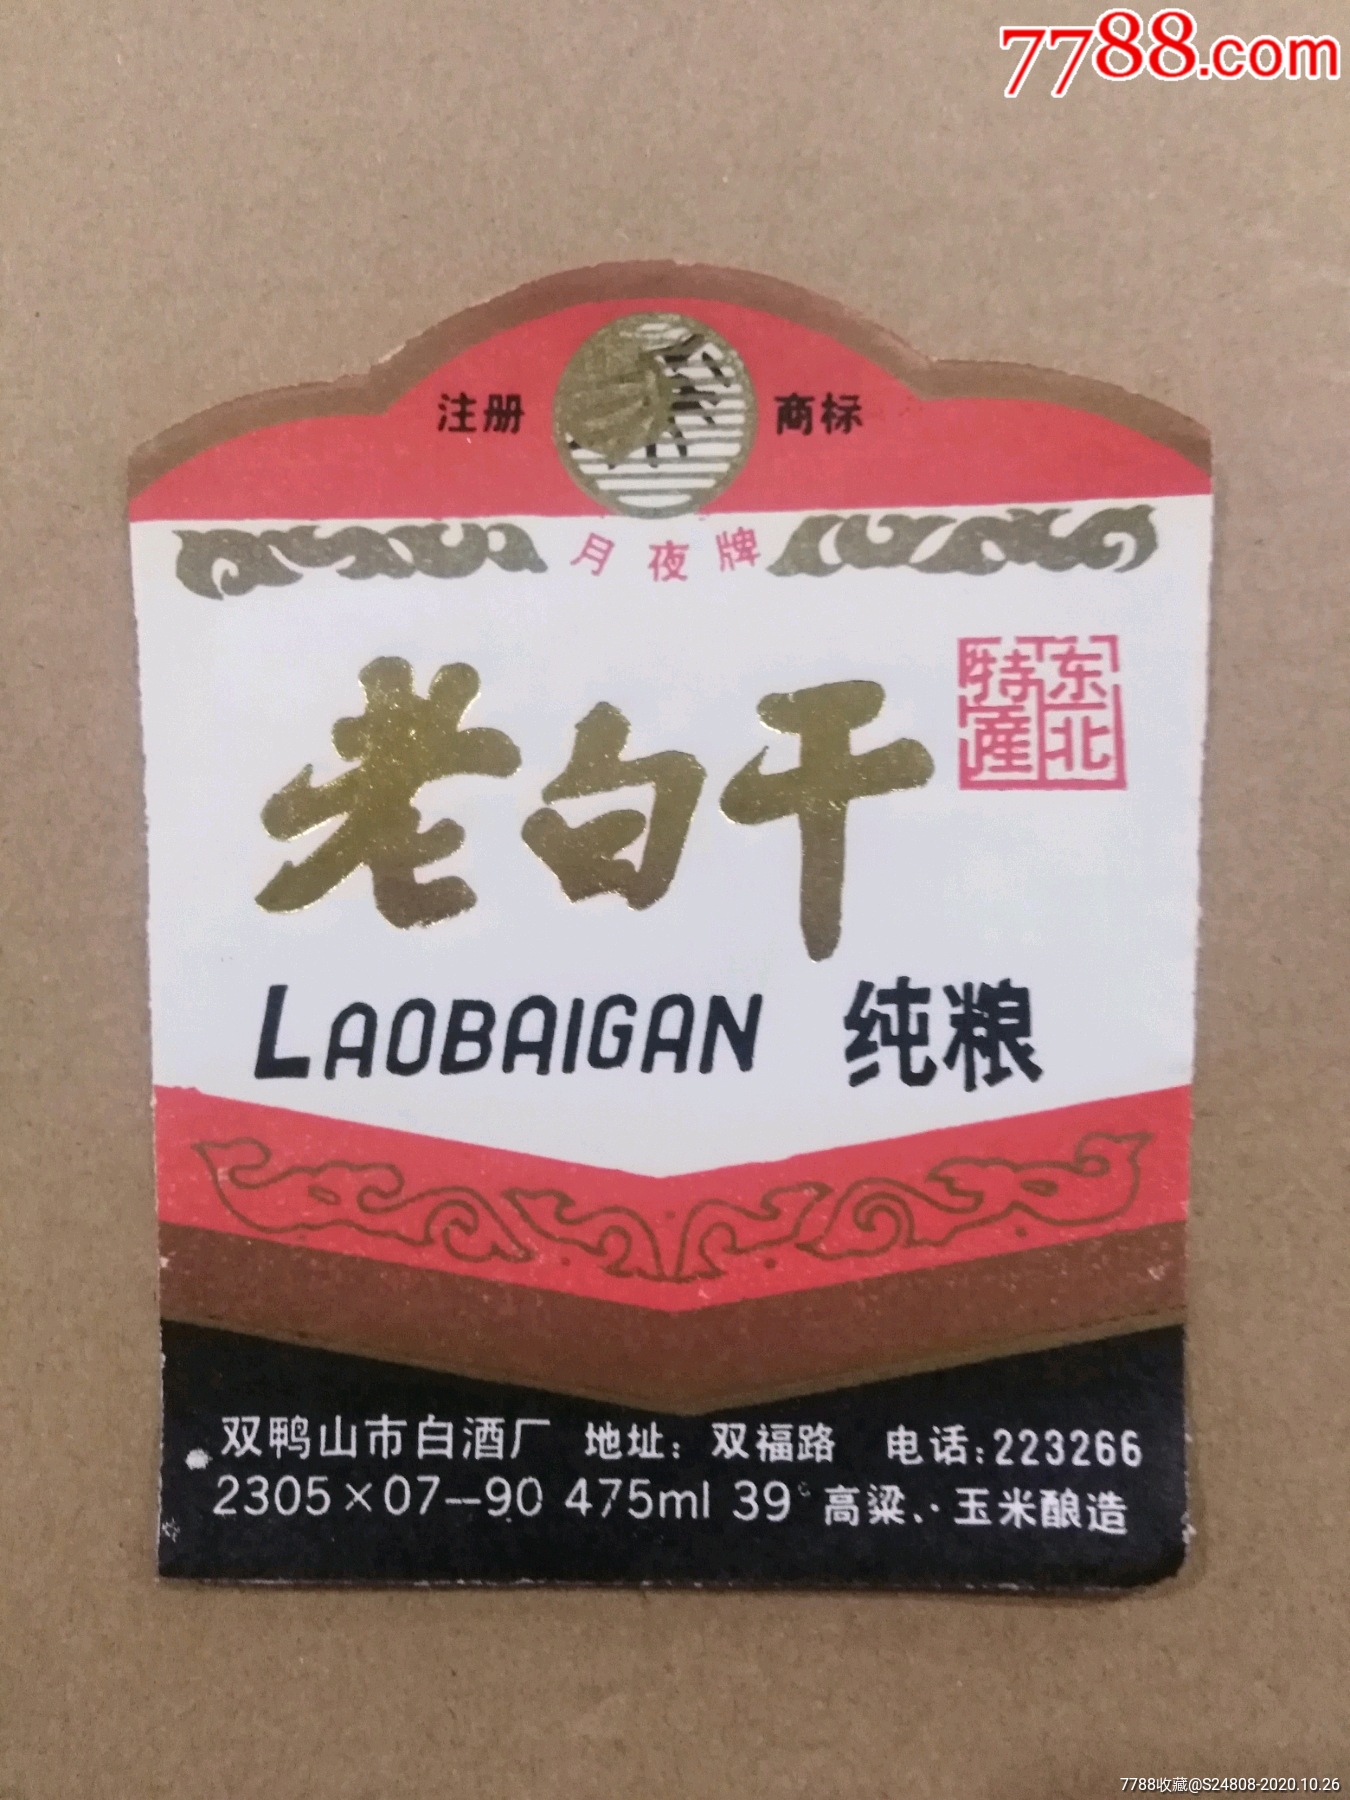 7788.com
注册 商标
月夜牌
东北
特產
老白干
LAOBAIGAN 纯粮
双鸭山市白酒厂 地址：双福路 电话：223266
2305×07—90 475ml 39° 高粱.·玉米酿造
7788收藏@S24808-2020.10.26